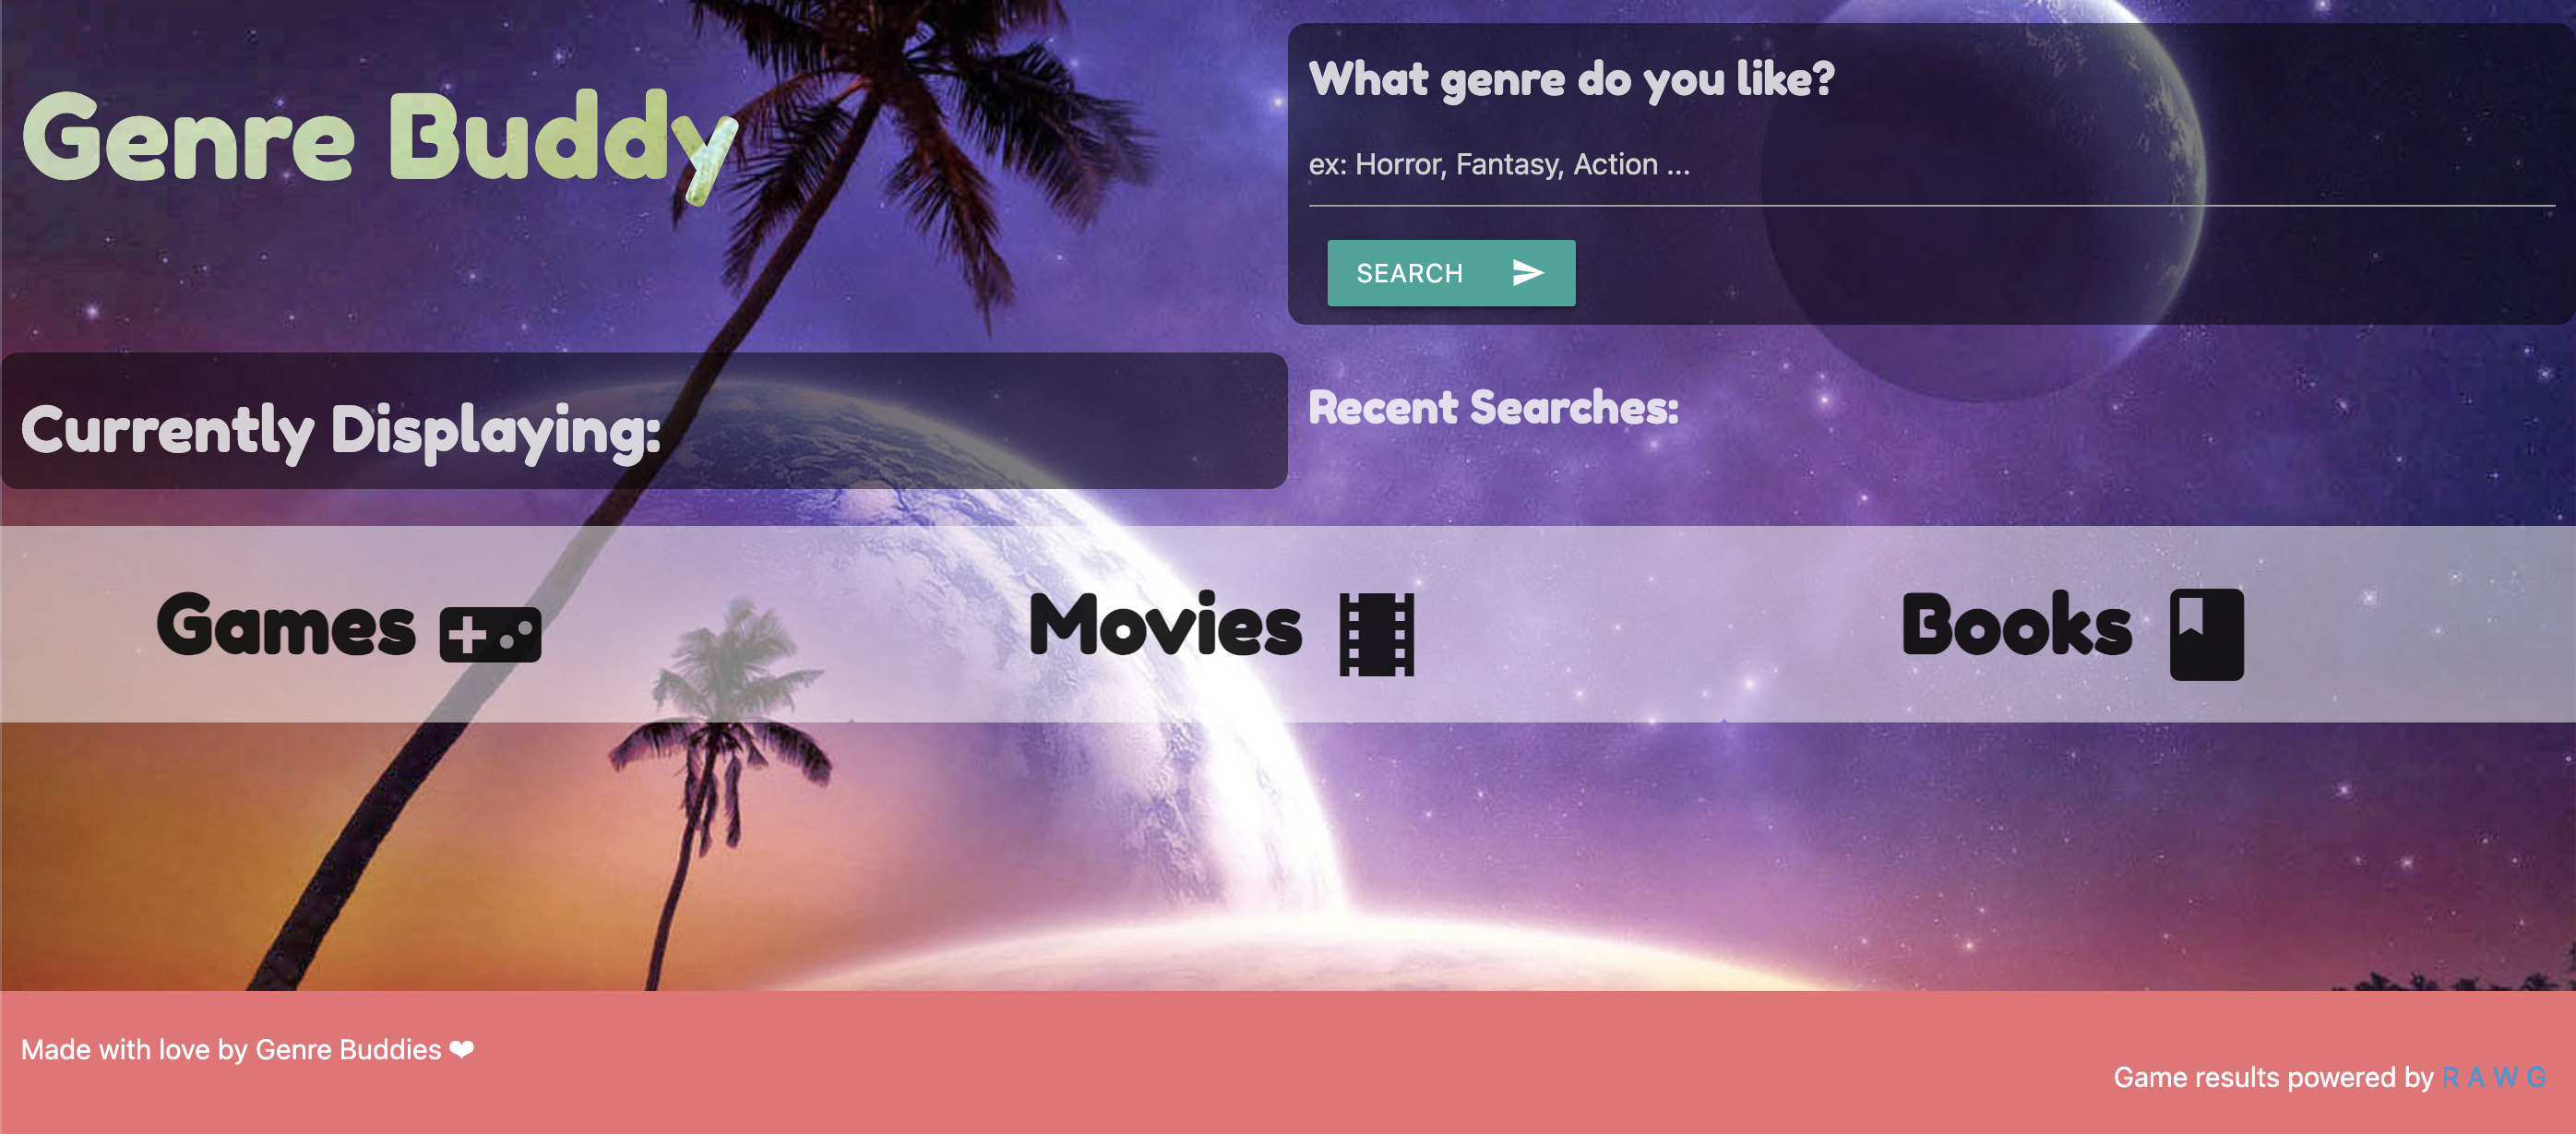 Genre Buddy
What genre do you like?
ex: Horror, Fantasy, Action ...
SEARCH
Currently Displaying:
Recent Searches:
Games
Movies
Books
Made with love by Genre Buddies ❤
Game results powered by R A W G